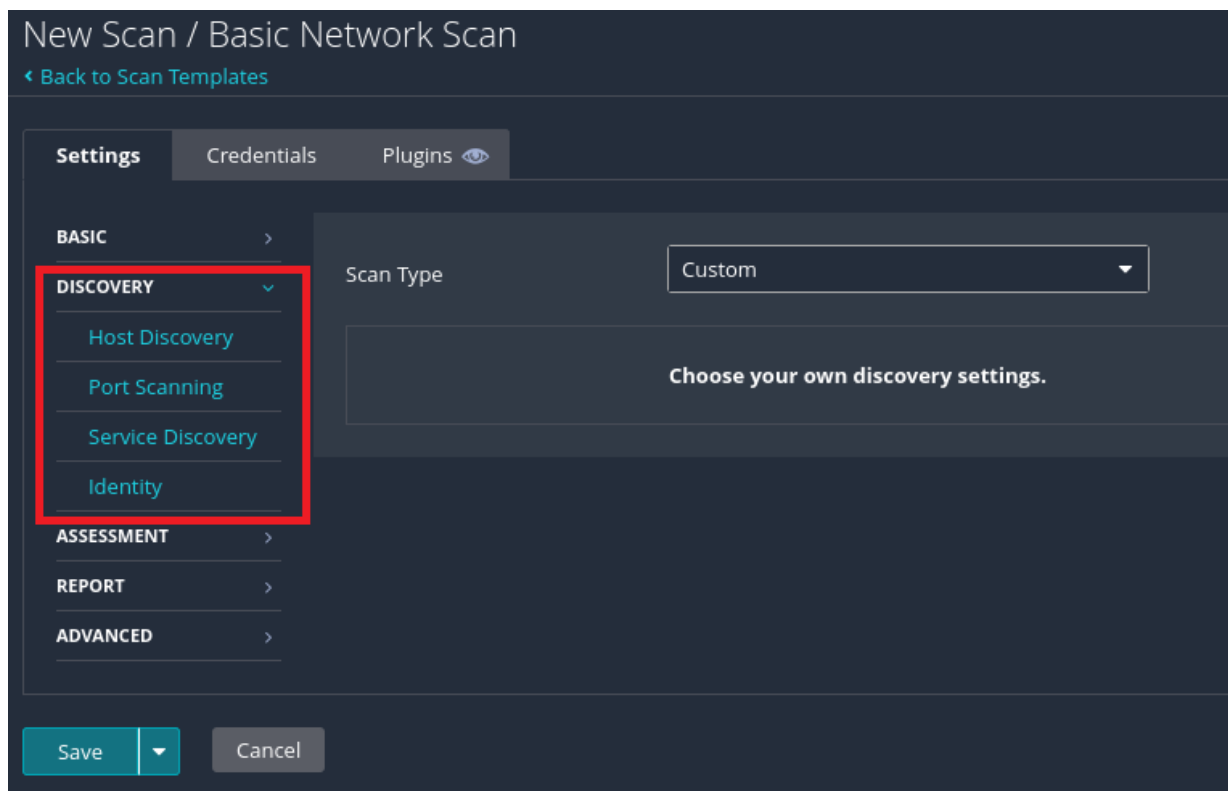 New Scan / Basic Network Scan
Back to Scan Templates
Settings Credentials Plugins
BASIC
DISCOVERY
Host Discovery
Port Scanning
Service Discovery
Identity
ASSESSMENT
REPORT
ADVANCED
Scan Type Custom
Choose your own discovery settings.
Save Cancel